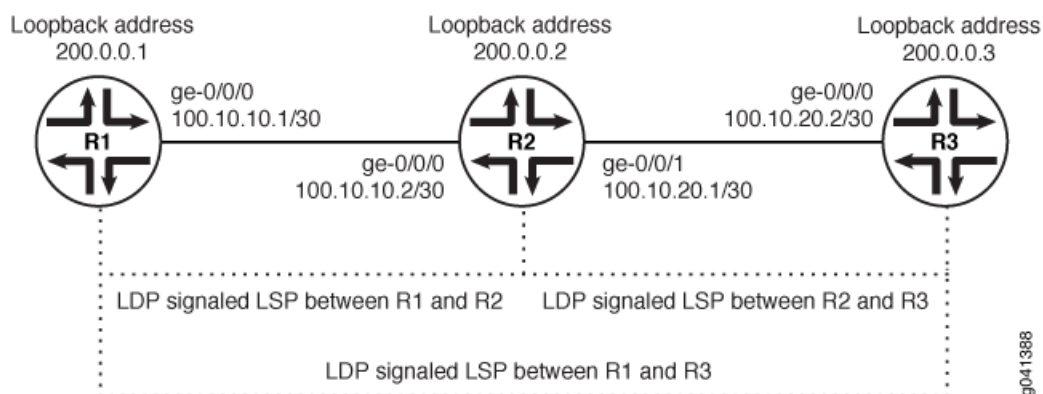 Loopback address
200.0.0.1
Loopback address
200.0.0.2
Loopback address
200.0.0.3
ge-0/0/0
100.10.10.1/30
ge-0/0/0
100.10.20.2/30
R1
R2
R3
ge-0/0/0
100.10.10.2/30
ge-0/0/1
100.10.20.1/30
LDP signaled LSP between R1 and R2
LDP signaled LSP between R2 and R3
LDP signaled LSP between R1 and R3
g041388